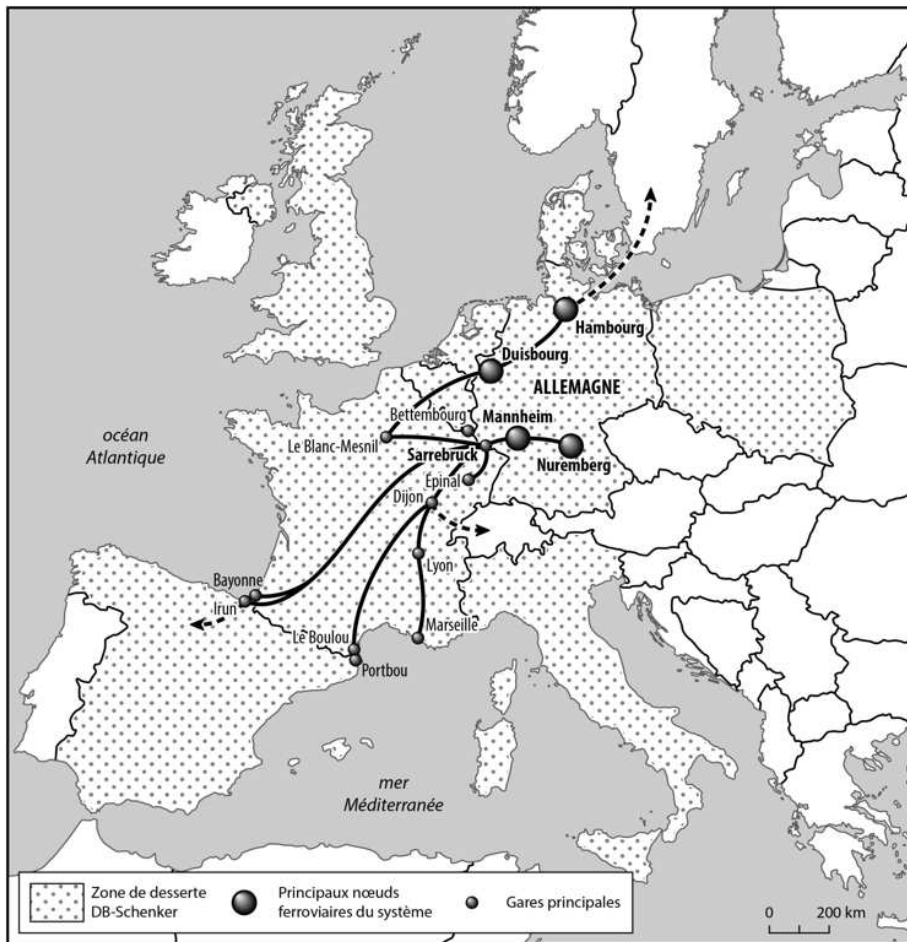 Hambourg
Duisbourg
ALLEMAGNE
Bettembourg
Mannheim
océan
Atlantique
Le Blanc-Mesnil
Sarrebruck
Nuremberg
Épinal
Dijon
Lyon
Bayonne
Irun
Le Boulou
Marseille
Portbou
mer
Méditerranée
Zone de desserte
DB-Schenker
Principaux nœuds
ferroviaires du système
Gares principales
0 200 km